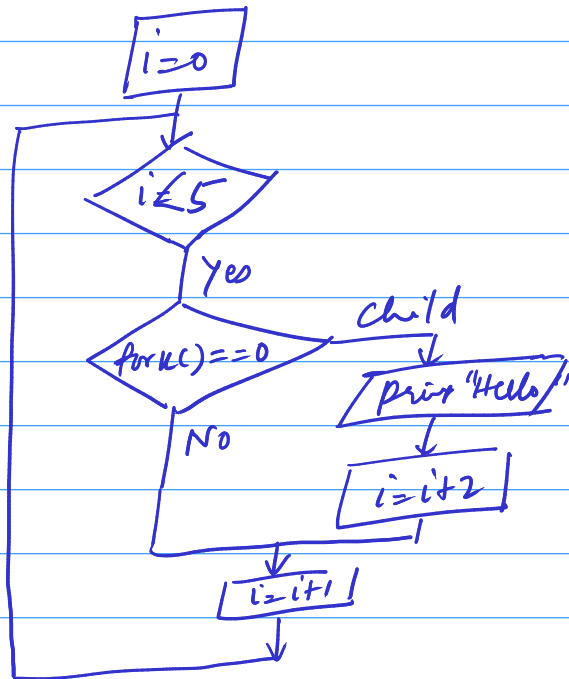 i=0
i≤5
Yes
fork()==0
child
print "Hello"
No
i=i+2
i=i+1